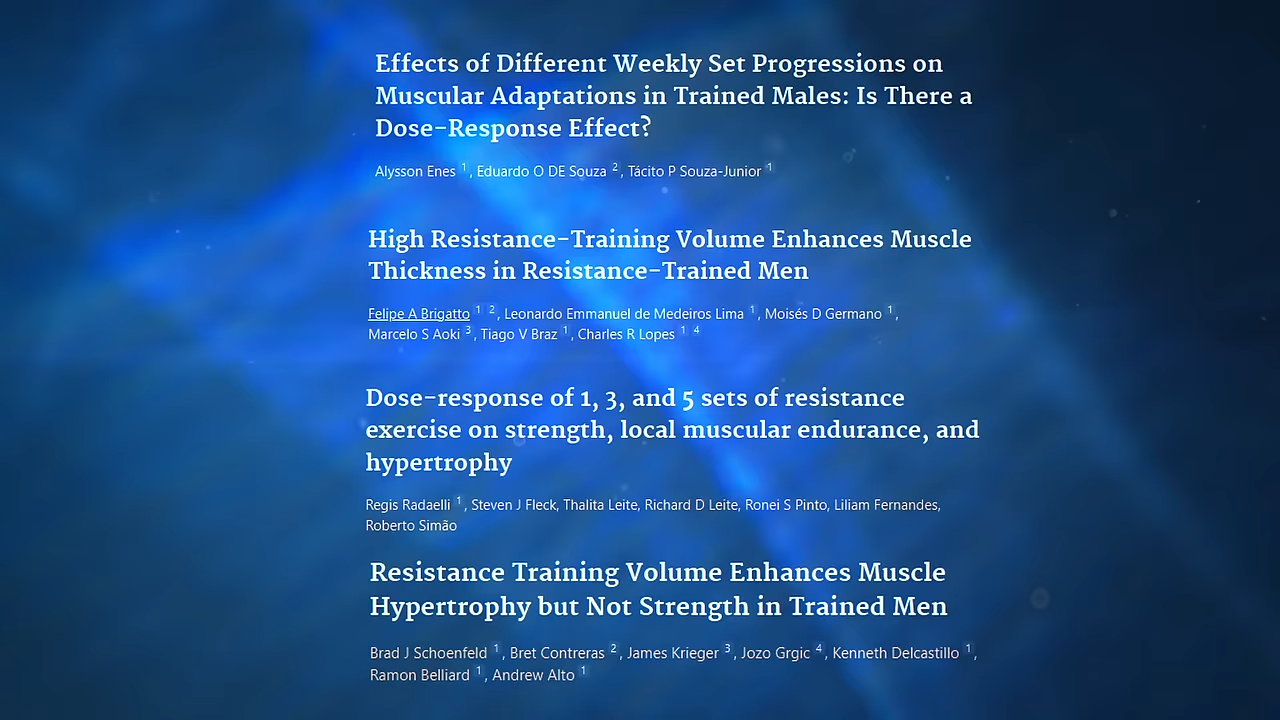 Effects of Different Weekly Set Progressions on
Muscular Adaptations in Trained Males: Is There a
Dose-Response Effect?
Alysson Enes 1, Eduardo O DE Souza 2, Tácito P Souza-Junior 1
High Resistance-Training Volume Enhances Muscle
Thickness in Resistance-Trained Men
Felipe A Brigatto 1 2, Leonardo Emmanuel de Medeiros Lima 1, Moisés D Germano 1,
Marcelo S Aoki 3, Tiago V Braz 1, Charles R Lopes 1 4
Dose-response of 1, 3, and 5 sets of resistance
exercise on strength, local muscular endurance, and
hypertrophy
Regis Radaelli 1, Steven J Fleck, Thalita Leite, Richard D Leite, Ronei S Pinto, Liliam Fernandes,
Roberto Simão
Resistance Training Volume Enhances Muscle
Hypertrophy but Not Strength in Trained Men
Brad J Schoenfeld 1, Bret Contreras 2, James Krieger 3, Jozo Grgic 4, Kenneth Delcastillo 1,
Ramon Belliard 1, Andrew Alto 1